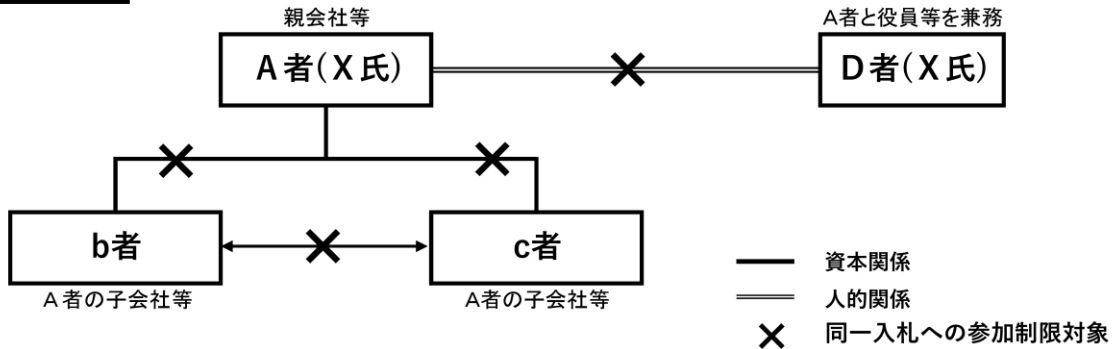 親会社等
A者と役員等を兼務
A者(X氏)
D者(X氏)
b者
c者
A者の子会社等
A者の子会社等
資本関係
人的関係
同一入札への参加制限対象